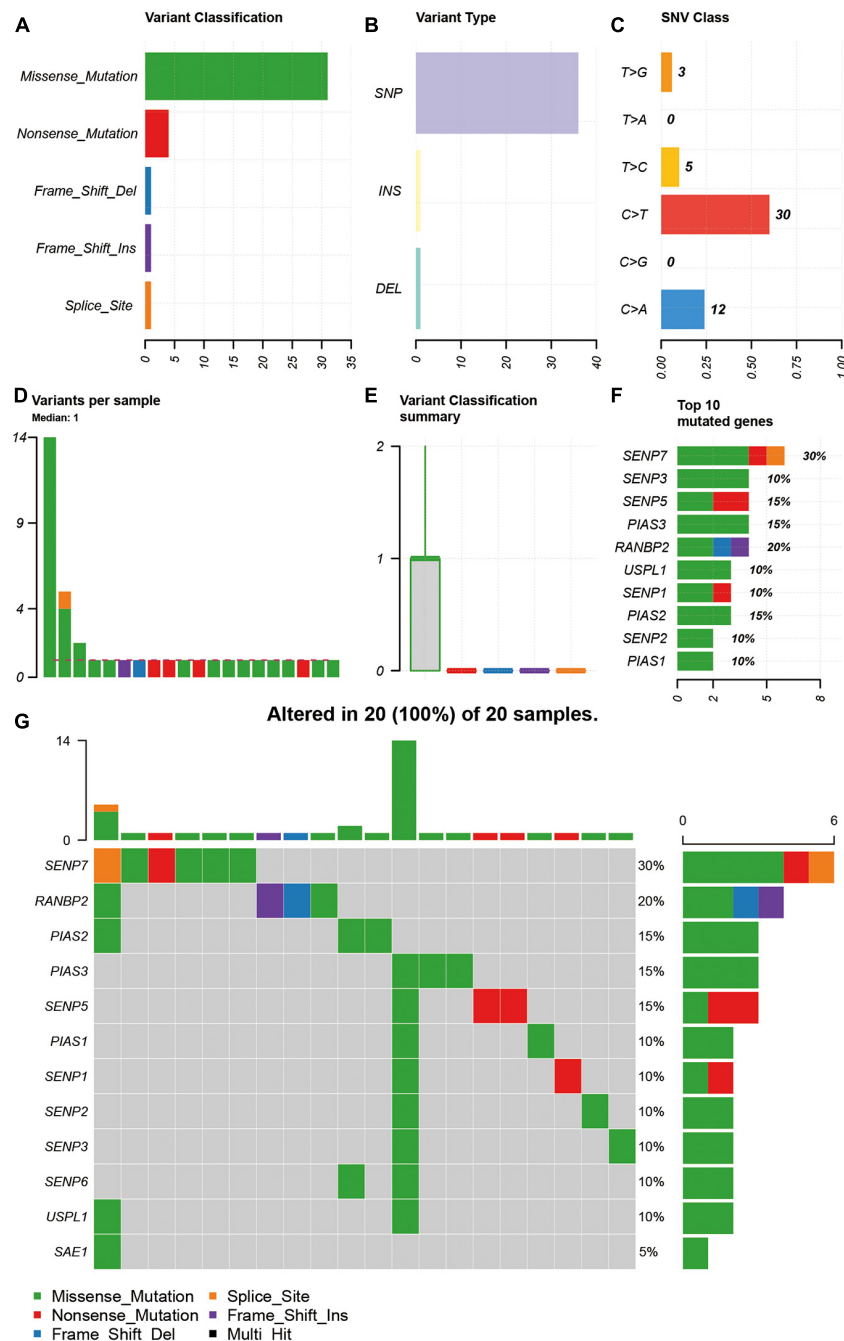 A
Variant Classification
Missense_Mutation
Nonsense_Mutation
Frame_Shift_Del
Frame_Shift_Ins
Splice_Site
0 5 10 15 20 25 30 35
B
Variant Type
SNP
INS
DEL
0 10 20 30 40
C
SNV Class
T>G 3
T>A 0
T>C 5
C>T 30
C>G 0
C>A 12
0.00 0.25 0.50 0.75 1.00
D
Variants per sample
Median: 1
14
9
4
0
E
Variant Classification
summary
2
1
0
F
Top 10
mutated genes
SENP7 30%
SENP3 10%
SENP5 15%
PIAS3 15%
RANBP2 20%
USPL1 10%
SENP1 10%
PIAS2 15%
SENP2 10%
PIAS1 10%
0 2 5 8
G
Altered in 20 (100%) of 20 samples.
14
0
0 6
SENP7 30%
RANBP2 20%
PIAS2 15%
PIAS3 15%
SENP5 15%
PIAS1 10%
SENP1 10%
SENP2 10%
SENP3 10%
SENP6 10%
USPL1 10%
SAE1 5%
Missense_Mutation Splice_Site
Nonsense_Mutation Frame_Shift_Ins
Frame_Shift_Del Multi_Hit